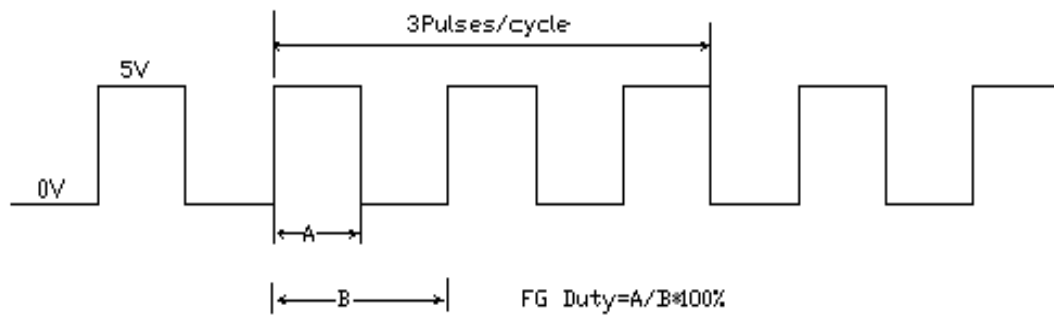 3Pulses/cycle
5V
0V
A
B
FG Duty=A/B*100%